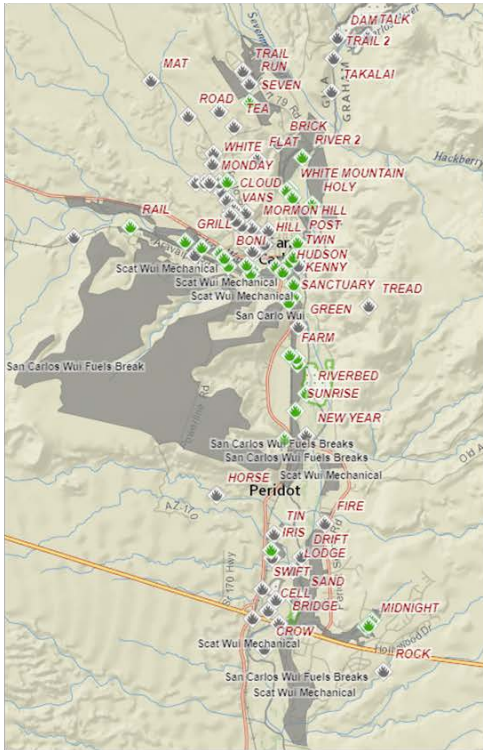 DAM TALK
TRAIL 2
TRAIL
RUN
MAT
SEVEN
TAKALAI
GRAHAM
ROAD
TEA
BRICK
FLAT
RIVER 2
WHITE
Hackberry
MONDAY
WHITE MOUNTAIN
CLOUD
HOLY
VANS
MORMON HILL
RAIL
GRILL
HILL
POST
BONI
TWIN
HUDSON
Scat Wui Mechanical
KENNY
Scat Wui Mechanical
SANCTUARY
TREAD
Scat Wui Mechanical
GREEN
San Carlo Wui
FARM
San Carlos Wui Fuels Break
RIVERBED
SUNRISE
NEW YEAR
San Carlos Wui Fuels Breaks
San Carlos Wui Fuels Breaks
Scat Wui Mechanical
HORSE
Peridot
AZ-170
FIRE
TIN
IRIS
DRIFT
LODGE
SWIFT
SAND
CELL
BRIDGE
MIDNIGHT
CROW
Scat Wui Mechanical
ROCK
San Carlos Wui Fuels Breaks
Scat Wui Mechanical